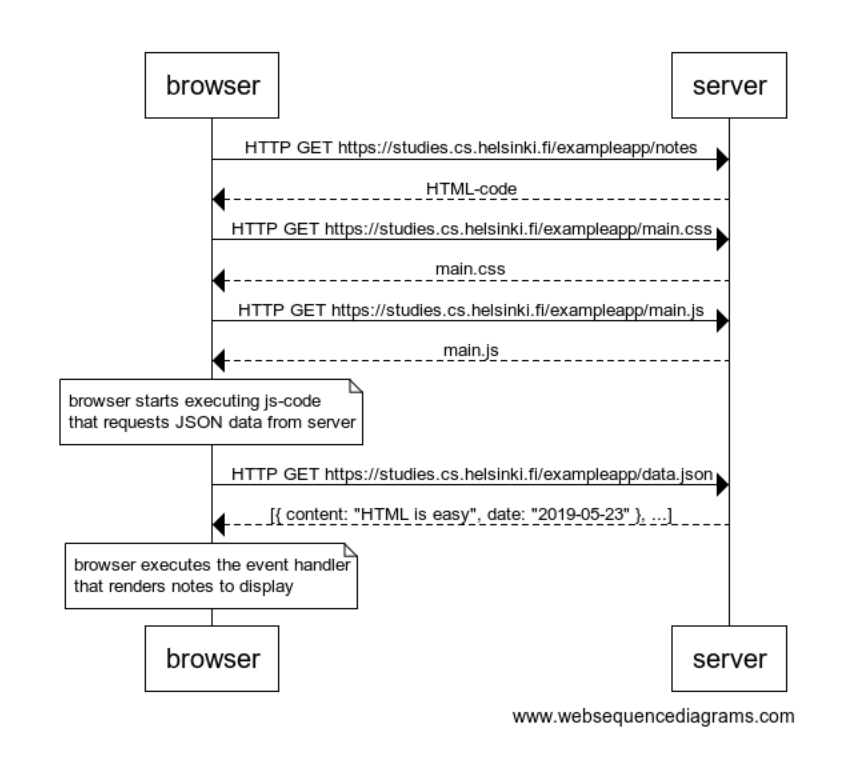 browser
server
HTTP GET https://studies.cs.helsinki.fi/exampleapp/notes
HTML-code
HTTP GET https://studies.cs.helsinki.fi/exampleapp/main.css
main.css
HTTP GET https://studies.cs.helsinki.fi/exampleapp/main.js
main.js
browser starts executing js-code
that requests JSON data from server
HTTP GET https://studies.cs.helsinki.fi/exampleapp/data.json
[{ content: "HTML is easy", date: "2019-05-23" }, ...]
browser executes the event handler
that renders notes to display
browser
server
www.websequencediagrams.com